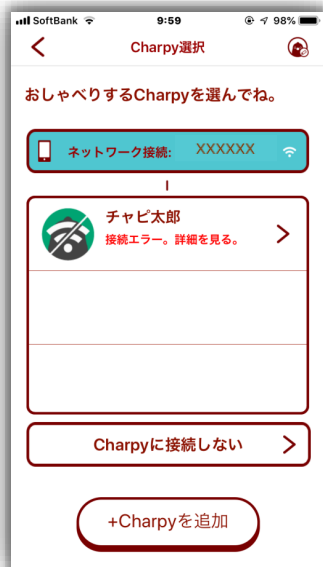 SoftBank 9:59 98%
Charpy選択
おしゃべりするCharpyを選んでね。
ネットワーク接続: XXXXXX
チャピ太郎
接続エラー。詳細を見る。
Charpyに接続しない
+Charpyを追加